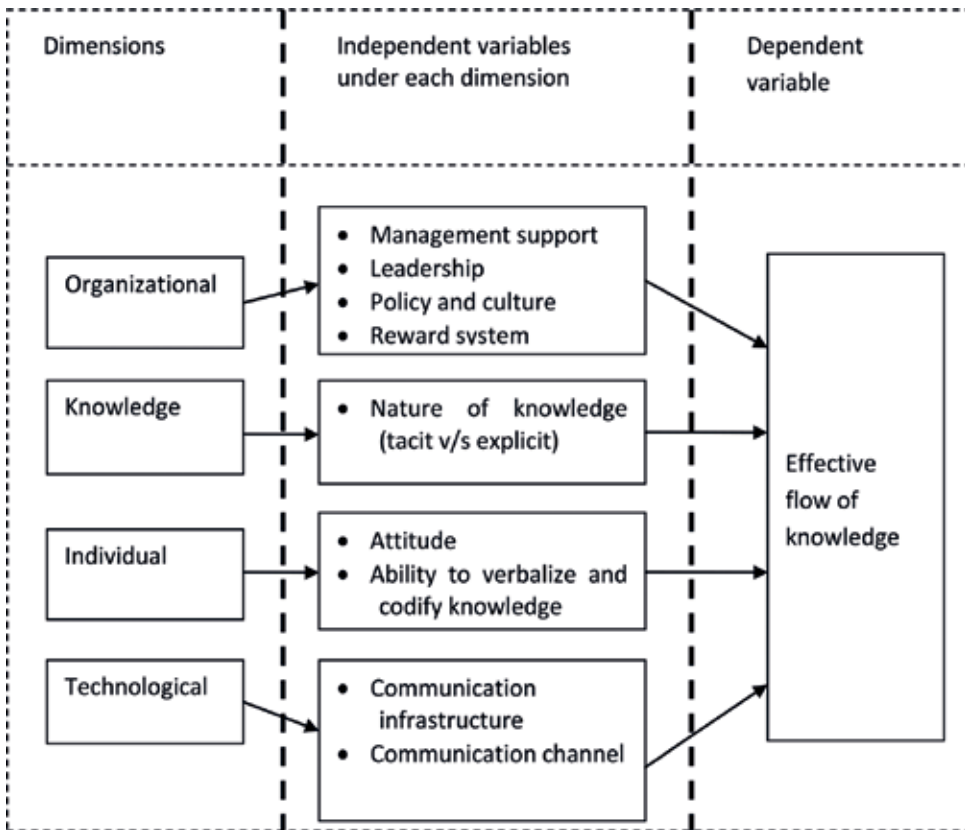 Dimensions
Independent variables
under each dimension
Dependent
variable
Organizational
• Management support
• Leadership
• Policy and culture
• Reward system
Knowledge
• Nature of knowledge
(tacit v/s explicit)
Individual
• Attitude
• Ability to verbalize and
codify knowledge
Technological
• Communication
infrastructure
• Communication channel
Effective
flow of
knowledge